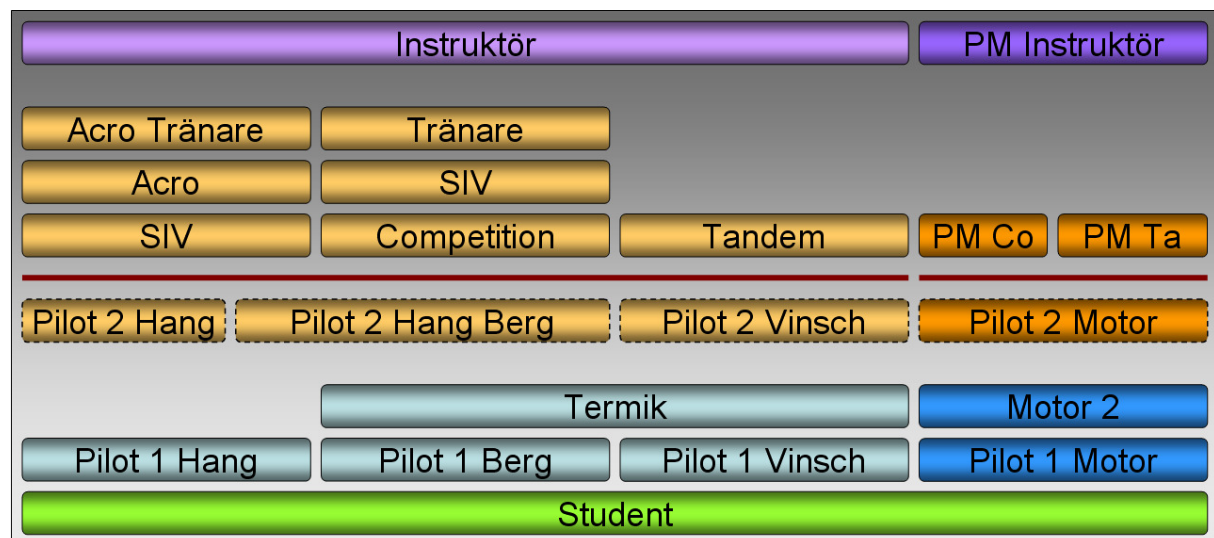 Instruktör PM Instruktör
Acro Tränare Tränare
Acro SIV
SIV Competition Tandem PM Co PM Ta
Pilot 2 Hang Pilot 2 Hang Berg Pilot 2 Vinsch Pilot 2 Motor
Termik Motor 2
Pilot 1 Hang Pilot 1 Berg Pilot 1 Vinsch Pilot 1 Motor
Student